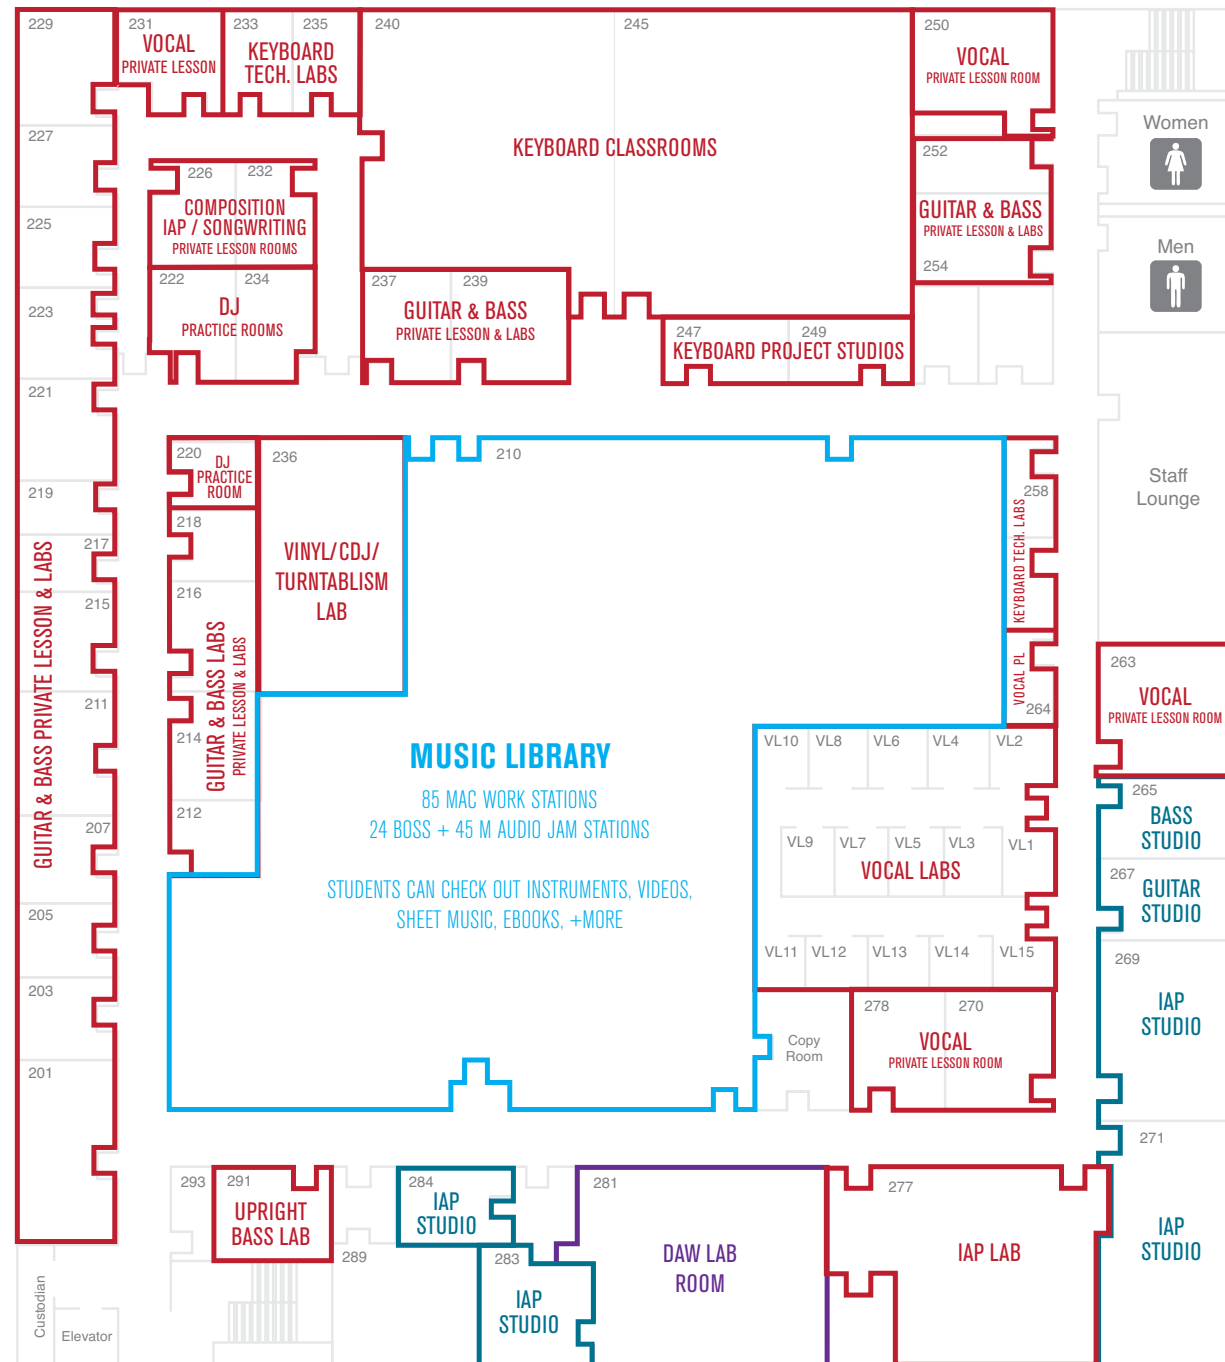 229
231
VOCAL
PRIVATE LESSON
233
235
KEYBOARD
TECH. LABS
240
245
KEYBOARD CLASSROOMS
250
VOCAL
PRIVATE LESSON ROOM
Women
227
226
232
COMPOSITION
IAP / SONGWRITING
PRIVATE LESSON ROOMS
252
GUITAR & BASS
PRIVATE LESSON & LABS
254
Men
225
222
234
DJ
PRACTICE ROOMS
237
239
GUITAR & BASS
PRIVATE LESSON & LABS
247
249
KEYBOARD PROJECT STUDIOS
223
221
219
217
215
211
207
205
203
201
GUITAR & BASS PRIVATE LESSON & LABS
220
DJ
PRACTICE
ROOM
236
VINYL/CDJ/
TURNTABLISM
LAB
218
216
214
212
GUITAR & BASS LABS
PRIVATE LESSON & LABS
210
MUSIC LIBRARY
85 MAC WORK STATIONS
24 BOSS + 45 M AUDIO JAM STATIONS
STUDENTS CAN CHECK OUT INSTRUMENTS, VIDEOS,
SHEET MUSIC, EBOOKS, +MORE
258
KEYBOARD TECH. LABS
VOCAL PL
264
Staff
Lounge
263
VOCAL
PRIVATE LESSON ROOM
VL10
VL8
VL6
VL4
VL2
VL9
VL7
VL5
VL3
VL1
VOCAL LABS
VL11
VL12
VL13
VL14
VL15
265
BASS
STUDIO
267
GUITAR
STUDIO
269
IAP
STUDIO
Copy
Room
278
270
VOCAL
PRIVATE LESSON ROOM
271
IAP
STUDIO
293
291
UPRIGHT
BASS LAB
289
284
IAP
STUDIO
283
IAP
STUDIO
281
DAW LAB
ROOM
277
IAP LAB
Custodian
Elevator